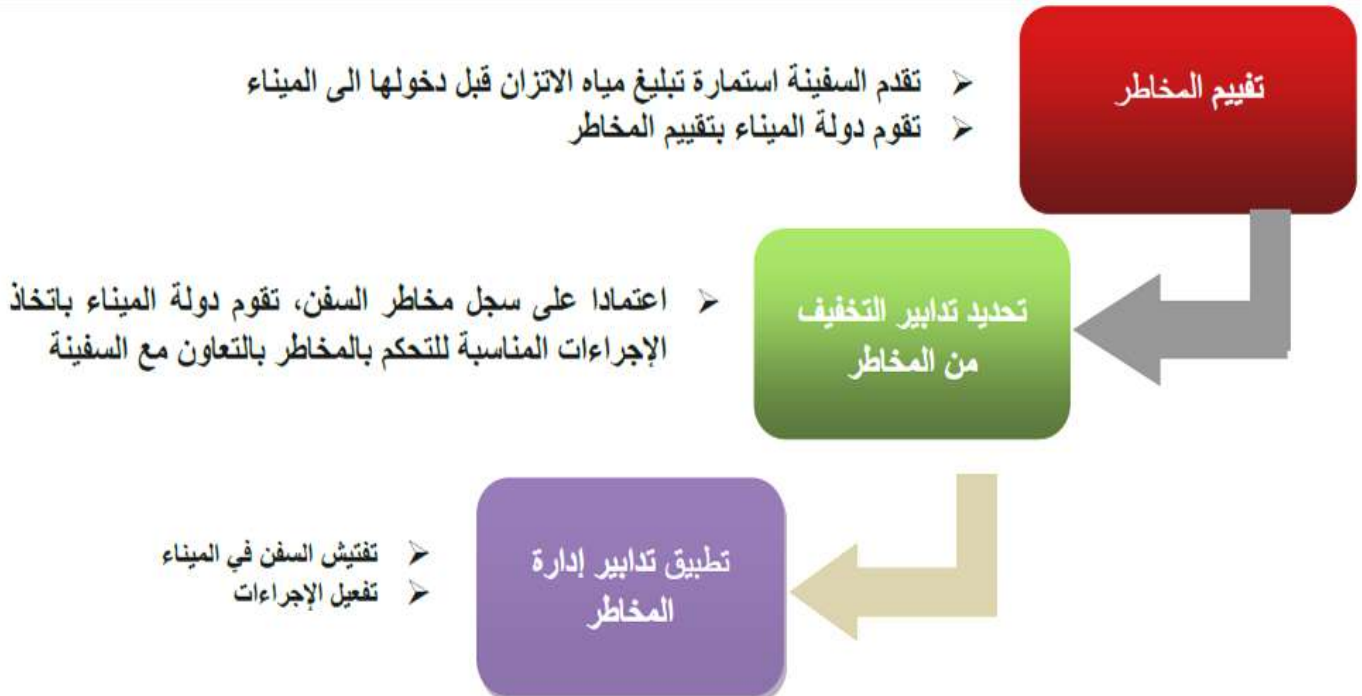 تفييم المخاطر
⮚ تقدم السفينة استمارة تبليغ مياه الاتزان قبل دخولها الى الميناء
⮚ تقوم دولة الميناء بتقييم المخاطر
تحديد تدابير التخفيف
من المخاطر
⮚ اعتمادا على سجل مخاطر السفن، تقوم دولة الميناء باتخاذ
الإجراءات المناسبة للتحكم بالمخاطر بالتعاون مع السفينة
تطبيق تدابير إدارة
المخاطر
⮚ تفتيش السفن في الميناء
⮚ تفعيل الإجراءات